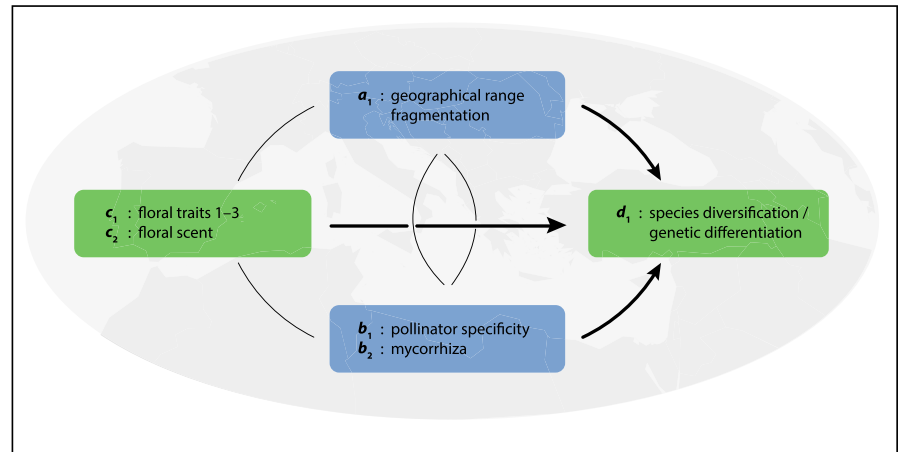 a1 : geographical range
fragmentation
c1 : floral traits 1–3
c2 : floral scent
d1 : species diversification /
genetic differentiation
b1 : pollinator specificity
b2 : mycorrhiza